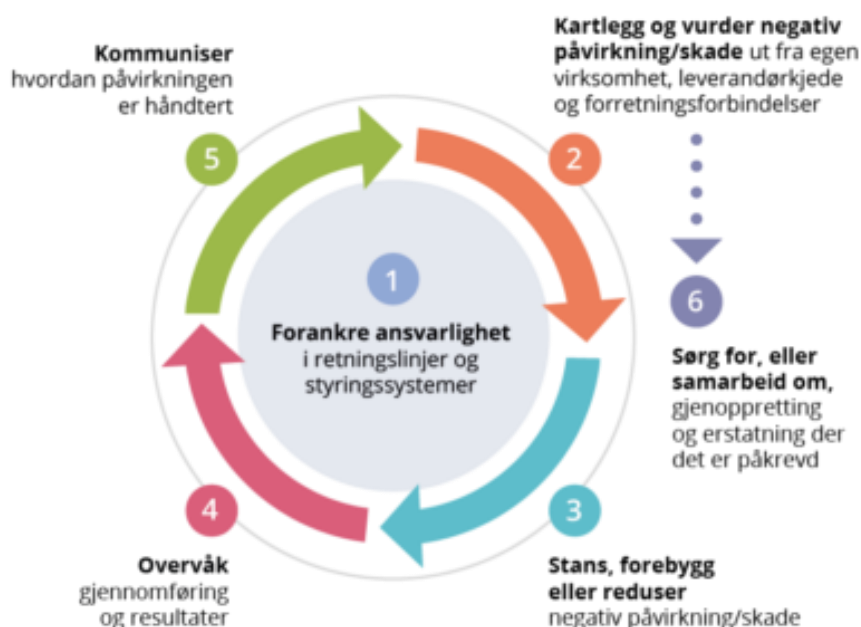 Kommuniser
hvordan påvirkningen
er håndtert
5
Kartlegg og vurder negativ
påvirkning/skade ut fra egen
virksomhet, leverandørkjede
og forretningsforbindelser
2
1
Forankre ansvarlighet
i retningslinjer og
styringssystemer
6
Sørg for, eller
samarbeid om,
gjenoppretting
og erstatning der
det er påkrevd
4
Overvåk
gjennomføring
og resultater
3
Stans, forebygg
eller reduser
negativ påvirkning/skade